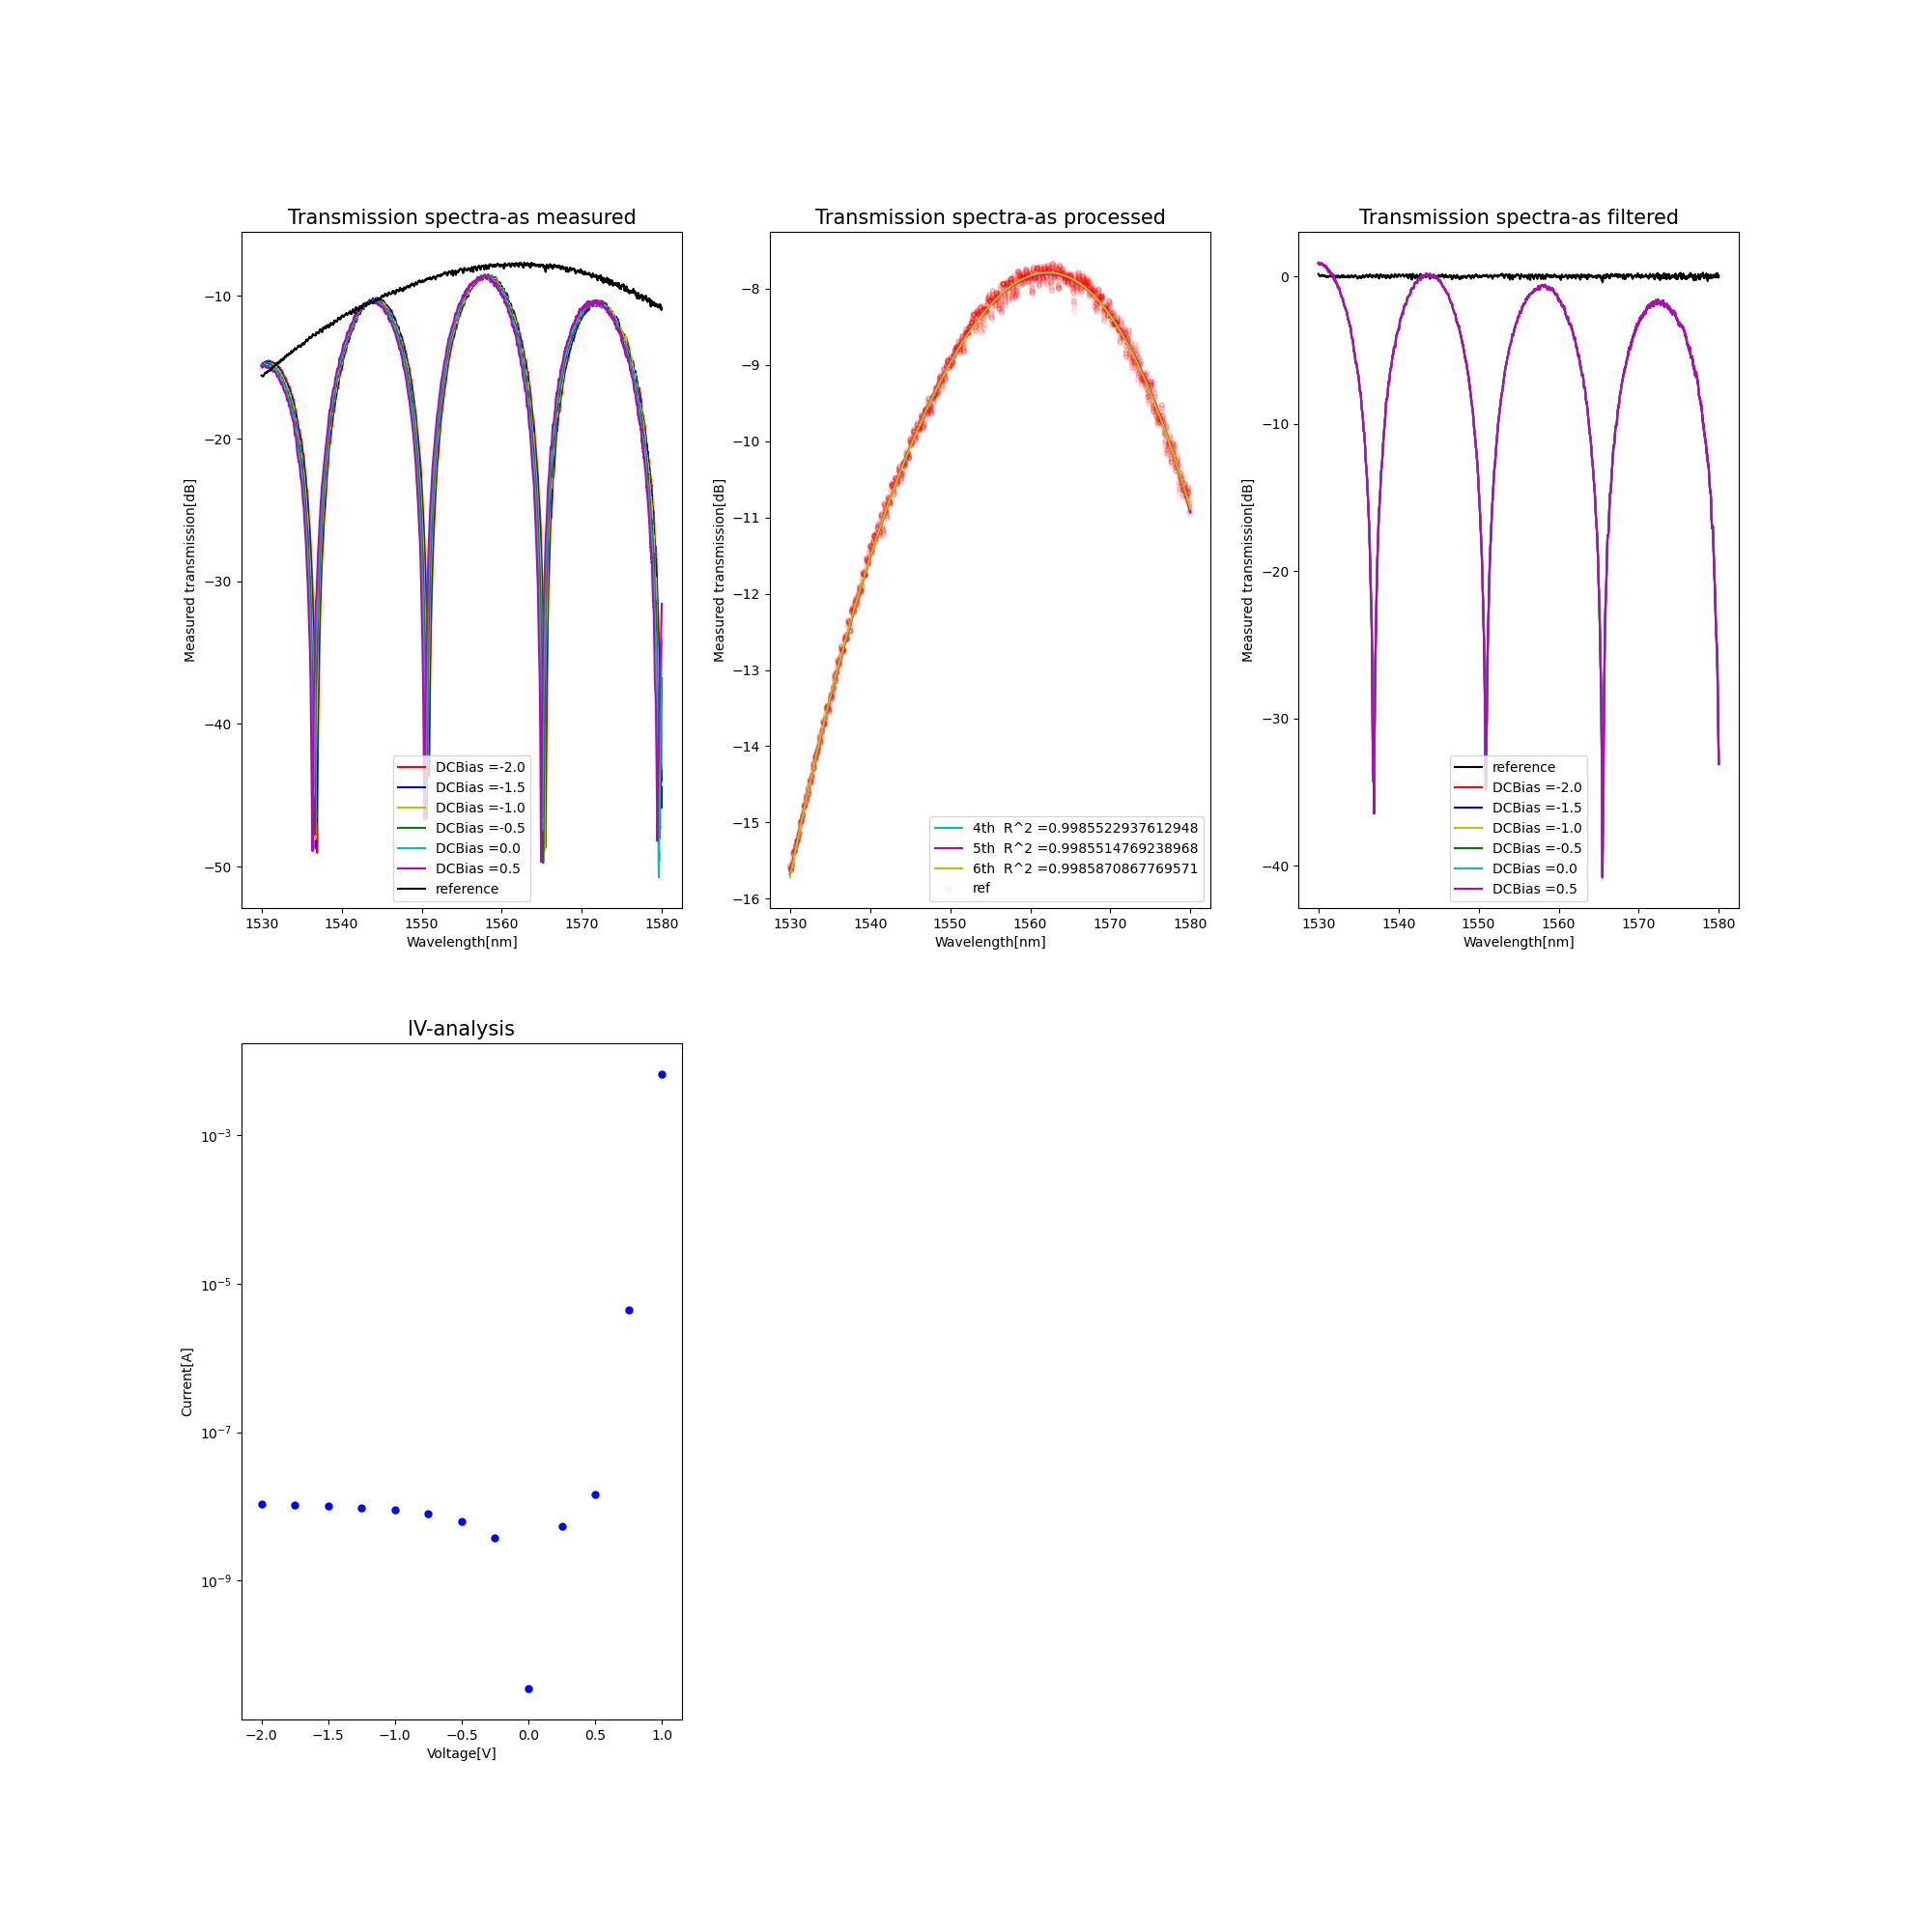 Transmission spectra-as measured
Measured transmission[dB]
−10
−20
−30
−40
−50
DCBias =-2.0
DCBias =-1.5
DCBias =-1.0
DCBias =-0.5
DCBias =0.0
DCBias =0.5
reference
1530 1540 1550 1560 1570 1580
Wavelength[nm]
Transmission spectra-as processed
Measured transmission[dB]
−8
−9
−10
−11
−12
−13
−14
−15
−16
4th R^2 =0.9985522937612948
5th R^2 =0.9985514769238968
6th R^2 =0.9985870867769571
ref
1530 1540 1550 1560 1570 1580
Wavelength[nm]
Transmission spectra-as filtered
Measured transmission[dB]
0
−10
−20
−30
−40
reference
DCBias =-2.0
DCBias =-1.5
DCBias =-1.0
DCBias =-0.5
DCBias =0.0
DCBias =0.5
1530 1540 1550 1560 1570 1580
Wavelength[nm]
IV-analysis
Current[A]
10⁻³
10⁻⁵
10⁻⁷
10⁻⁹
−2.0 −1.5 −1.0 −0.5 0.0 0.5 1.0
Voltage[V]